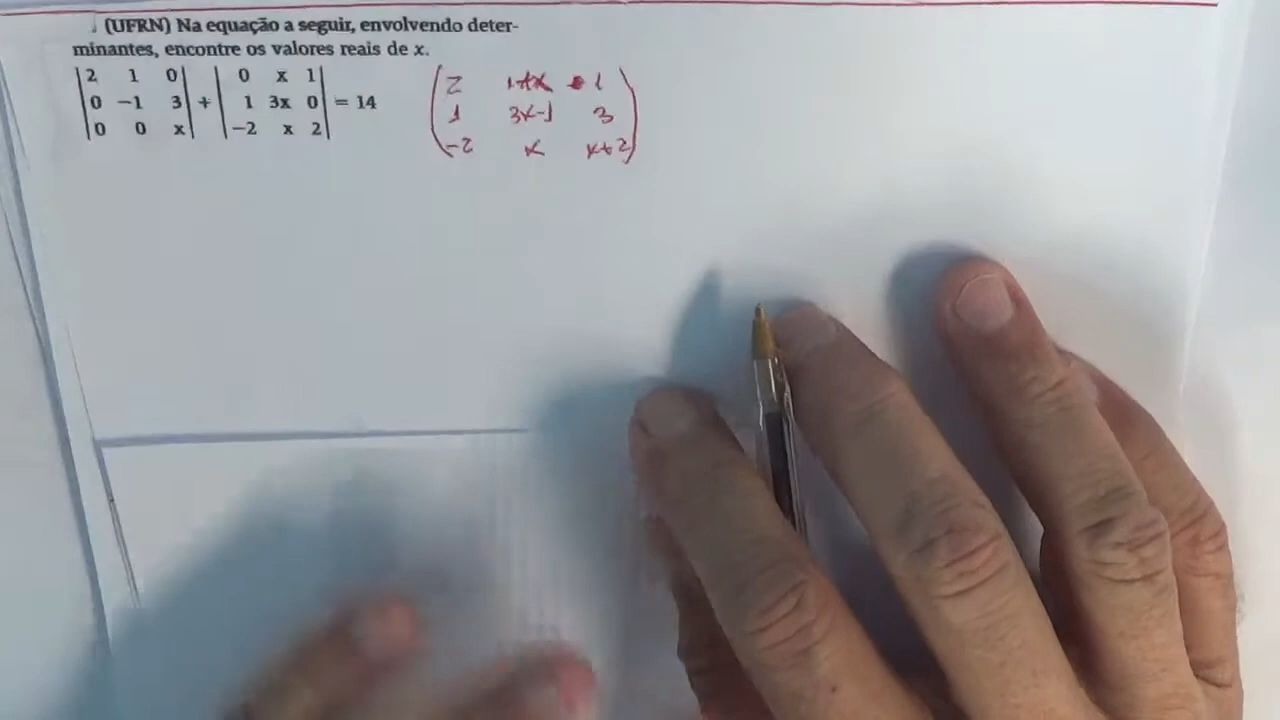 (UFRN) Na equação a seguir, envolvendo deter-
minantes, encontre os valores reais de x.
|2 1 0| |0 x 1| (2 1+x 1)
|0 −1 3| + |1 3x 0| = 14 (1 3x-1 3)
|0 0 x| |−2 x 2| (-2 x x+2)